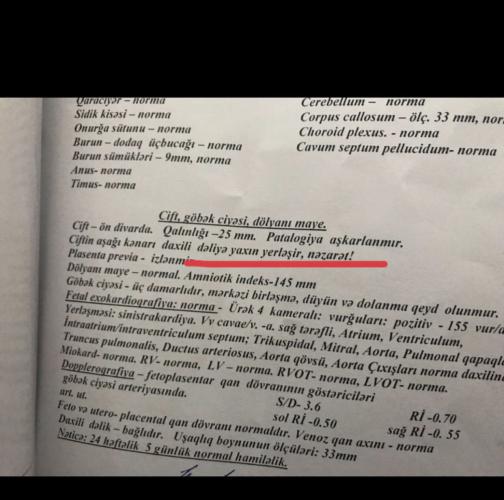 Qaraciyər – norma
Sidik kisəsi – norma
Onurğa sütunu – norma
Burun – dodaq üçbucağı – norma
Burun sümükləri – 9mm, norma
Anus- norma
Timus- norma
Cerebellum – norma
Corpus callosum – ölç. 33 mm,
Choroid plexus. - norma
Cavum septum pellucidum- norma
Cift, göbək ciyəsi, dölyanı maye.
Cift – ön divarda. Qalınlığı –25 mm. Patalogiya aşkarlanmır.
Ciftin aşağı kənarı daxili dəliyə yaxın yerləşir, nəzarət!
Plasenta previa -
Dölyanı maye – normal. Amniotik indeks-145 mm
Göbək ciyəsi - üç damarlıdır, mərkəzi birləşmə, düyün və dolanma qeyd olunmur.
Fetal exokardioqrafiya: norma - Ürək 4 kameralı: vurğuları: pozitiv - 155
Yerləşməsi: sinistrakardiya. Vv cavae/v. -a. sağ tərəfli, Atrium, Ventriculum,
İntraatrium/intraventriculum septum; Trikuspidal, Mitral, Aorta, Pulmonal
Truncus pulmonalis, Ductus arteriosus, Aorta qövsü, Aorta Çıxışları norma
Miokard- norma. RV- norma, LV – norma. RVOT- norma, LVOT- norma.
Doppleroqrafiya – fetoplasentar qan dövranının göstəriciləri
göbək ciyəsi arteriyasında. S/D- 3.6 Rİ -0.70
art. ut. sol Rİ -0.50 sağ Rİ -0. 55
Feto və utero- placental qan dövranı normaldır. Venoz qan axını - norma
Daxili dəlik – bağlıdır. Uşaqlıq boynunun ölçüləri: 33mm
Nəticə: 24 həftəlik 5 günlük normal hamiləlik.